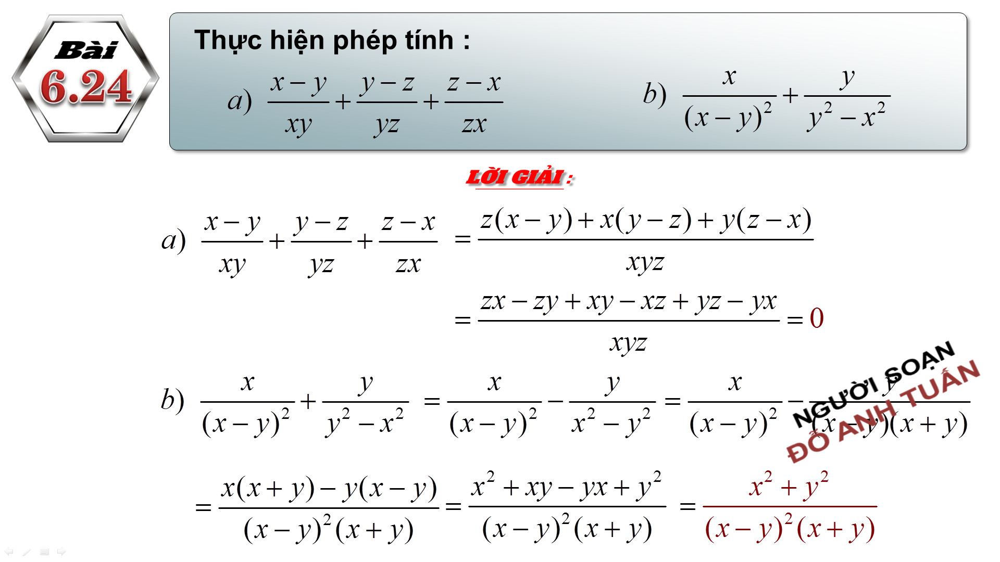 Bài
6.24
Thực hiện phép tính :
a) \frac{x-y}{xy} + \frac{y-z}{yz} + \frac{z-x}{zx}
b) \frac{x}{(x-y)^2} + \frac{y}{y^2-x^2}
LỜI GIẢI :
a) \frac{x-y}{xy} + \frac{y-z}{yz} + \frac{z-x}{zx} = \frac{z(x-y)+x(y-z)+y(z-x)}{xyz}
= \frac{zx-zy+xy-xz+yz-yx}{xyz} = 0
b) \frac{x}{(x-y)^2} + \frac{y}{y^2-x^2} = \frac{x}{(x-y)^2} - \frac{y}{x^2-y^2} = \frac{x}{(x-y)^2} - \frac{y}{(x-y)(x+y)}
NGƯỜI SOẠN
ĐỖ ANH TUẤN
= \frac{x(x+y)-y(x-y)}{(x-y)^2(x+y)} = \frac{x^2+xy-yx+y^2}{(x-y)^2(x+y)} = \frac{x^2+y^2}{(x-y)^2(x+y)}